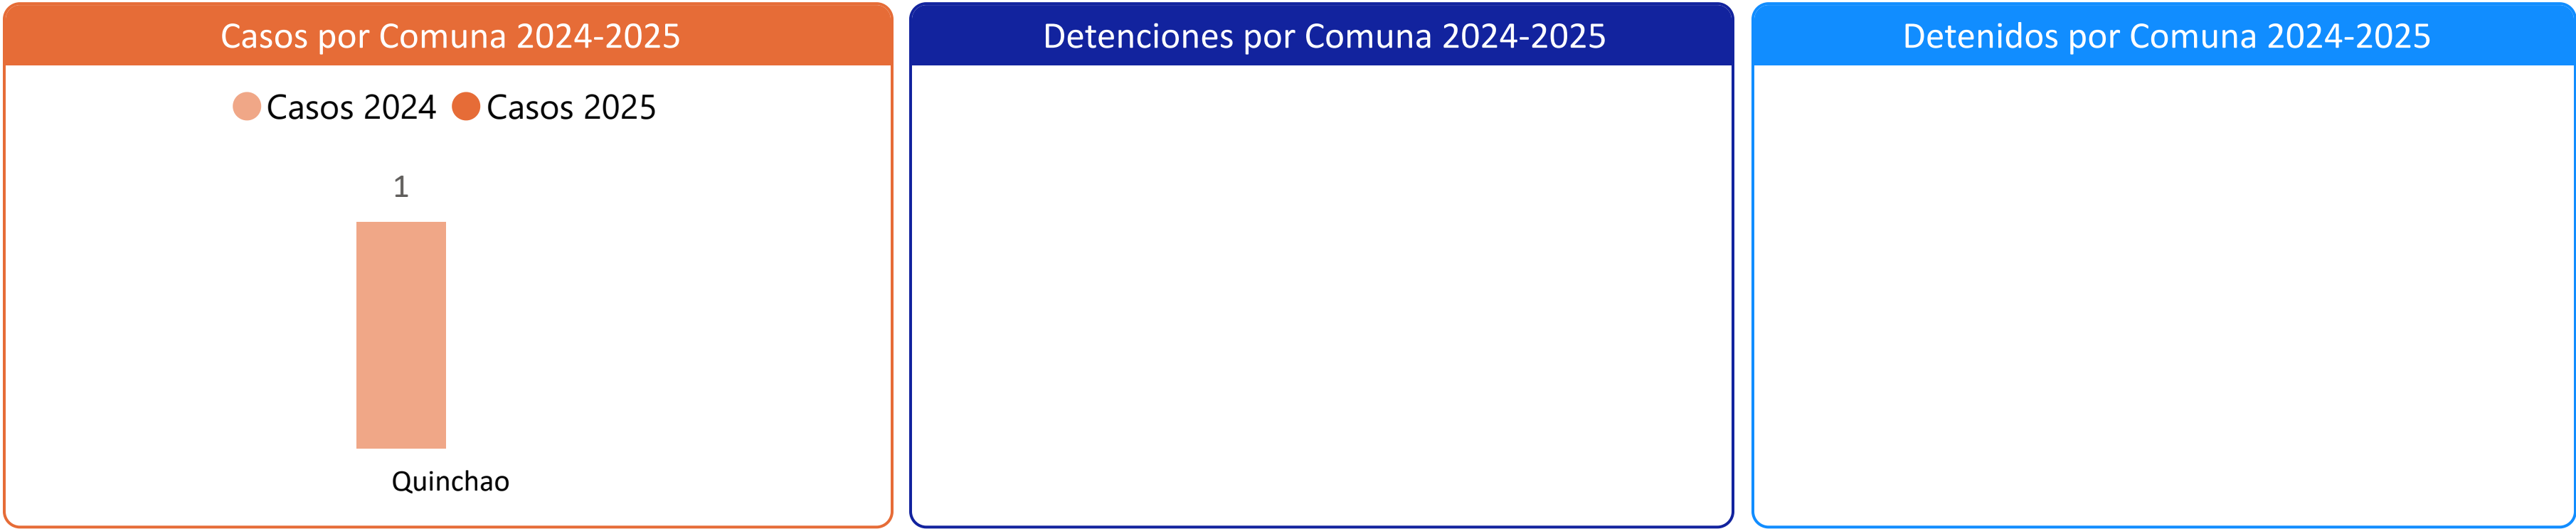 Casos por Comuna 2024-2025
Casos 2024 Casos 2025
1
Quinchao
Detenciones por Comuna 2024-2025
Detenidos por Comuna 2024-2025